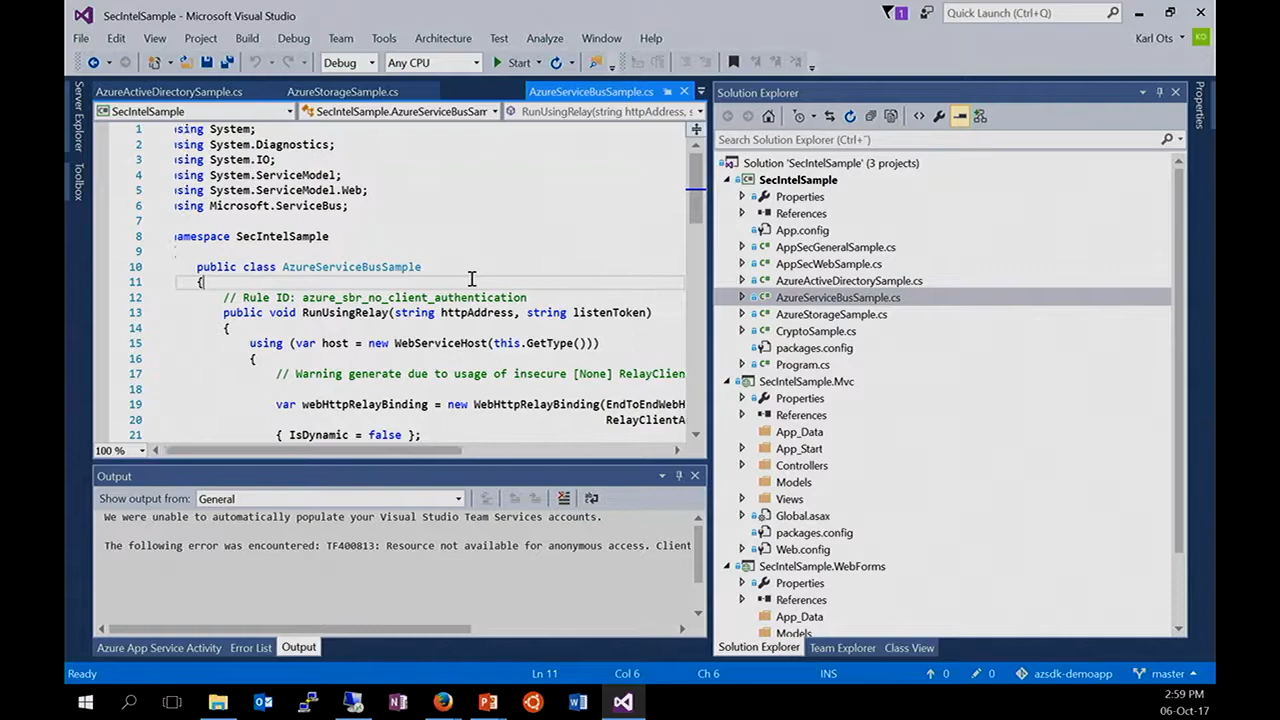 SecIntelSample - Microsoft Visual Studio
1
Quick Launch (Ctrl+Q)
File Edit View Project Build Debug Team Tools Architecture Test Analyze Window Help
Karl Ots KO
Debug Any CPU Start
Server Explorer
Toolbox
AzureActiveDirectorySample.cs AzureStorageSample.cs AzureServiceBusSample.cs
SecIntelSample SecIntelSample.AzureServiceBusSam RunUsingRelay(string httpAddress, s
1 using System;
2 using System.Diagnostics;
3 using System.IO;
4 using System.ServiceModel;
5 using System.ServiceModel.Web;
6 using Microsoft.ServiceBus;
7
8 namespace SecIntelSample
9
10 public class AzureServiceBusSample
11 {
12 // Rule ID: azure_sbr_no_client_authentication
13 public void RunUsingRelay(string httpAddress, string listenToken)
14 {
15 using (var host = new WebServiceHost(this.GetType()))
16 {
17 // Warning generate due to usage of insecure [None] RelayClien
18
19 var webHttpRelayBinding = new WebHttpRelayBinding(EndToEndWebH
20 RelayClientA
21 { IsDynamic = false };
100 %
Output
Show output from: General
We were unable to automatically populate your Visual Studio Team Services accounts.
The following error was encountered: TF400813: Resource not available for anonymous access. Client
Azure App Service Activity Error List Output
Solution Explorer
Search Solution Explorer (Ctrl+¨)
Solution 'SecIntelSample' (3 projects)
SecIntelSample
Properties
References
App.config
AppSecGeneralSample.cs
AppSecWebSample.cs
AzureActiveDirectorySample.cs
AzureServiceBusSample.cs
AzureStorageSample.cs
CryptoSample.cs
packages.config
Program.cs
SecIntelSample.Mvc
Properties
References
App_Data
App_Start
Controllers
Models
Views
Global.asax
packages.config
Web.config
SecIntelSample.WebForms
Properties
References
App_Data
Models
Solution Explorer Team Explorer Class View
Properties
Ready Ln 11 Col 6 Ch 6 INS 0 0 azsdk-demoapp master
2:59 PM
06-Oct-17